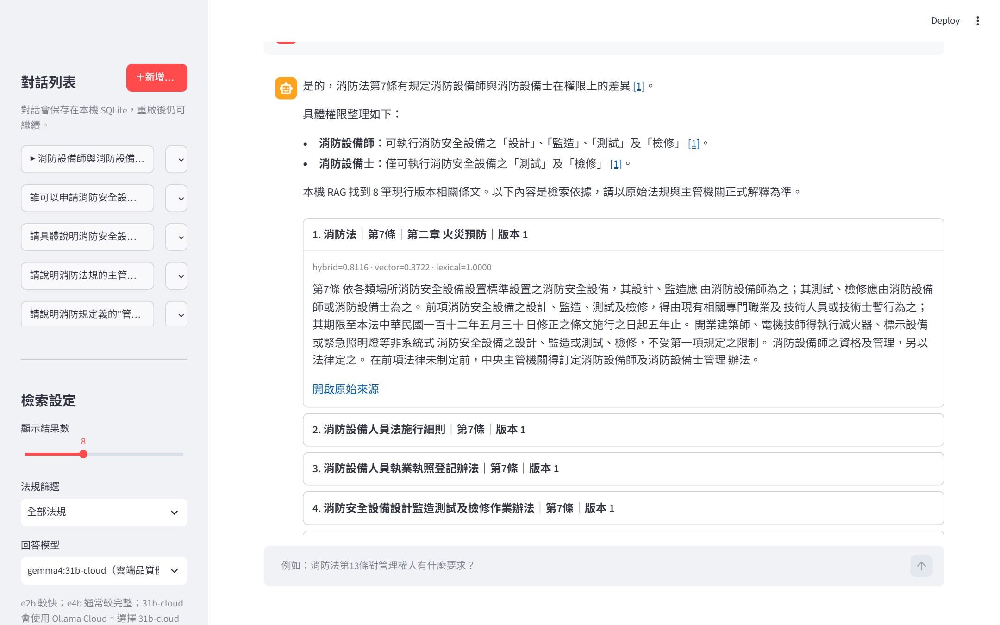 Deploy
對話列表
＋新增...
對話會保存在本機 SQLite，重啟後仍可
繼續。
▸ 消防設備師與消防設備...
誰可以申請消防安全設...
請具體說明消防安全設...
請說明消防法規的主管...
請說明消防規定義的"管...
檢索設定
顯示結果數
8
法規篩選
全部法規
回答模型
gemma4:31b-cloud（雲端品質
e2b 較快；e4b 通常較完整；31b-cloud
會使用 Ollama Cloud。選擇 31b-cloud
是的，消防法第7條有規定消防設備師與消防設備士在權限上的差異 [1]。
具體權限整理如下：
• 消防設備師：可執行消防安全設備之「設計」、「監造」、「測試」及「檢修」 [1]。
• 消防設備士：僅可執行消防安全設備之「測試」及「檢修」 [1]。
本機 RAG 找到 8 筆現行版本相關條文。以下內容是檢索依據，請以原始法規與主管機關正式解釋為準。
1. 消防法｜第7條｜第二章 火災預防｜版本 1
hybrid=0.8116 · vector=0.3722 · lexical=1.0000
第7條 依各類場所消防安全設備設置標準設置之消防安全設備，其設計、監造應 由消防設備師為之；其測試、檢修應由消防設備
師或消防設備士為之。 前項消防安全設備之設計、監造、測試及檢修，得由現有相關專門職業及 技術人員或技術士暫行為之；
其期限至本法中華民國一百十二年五月三十 日修正之條文施行之日起五年止。 開業建築師、電機技師得執行滅火器、標示設備
或緊急照明燈等非系統式 消防安全設備之設計、監造或測試、檢修，不受第一項規定之限制。 消防設備師之資格及管理，另以
法律定之。 在前項法律未制定前，中央主管機關得訂定消防設備師及消防設備士管理 辦法。
開啟原始來源
2. 消防設備人員法施行細則｜第7條｜版本 1
3. 消防設備人員執業執照登記辦法｜第7條｜版本 1
4. 消防安全設備設計監造測試及檢修作業辦法｜第7條｜版本 1
例如：消防法第13條對管理權人有什麼要求？